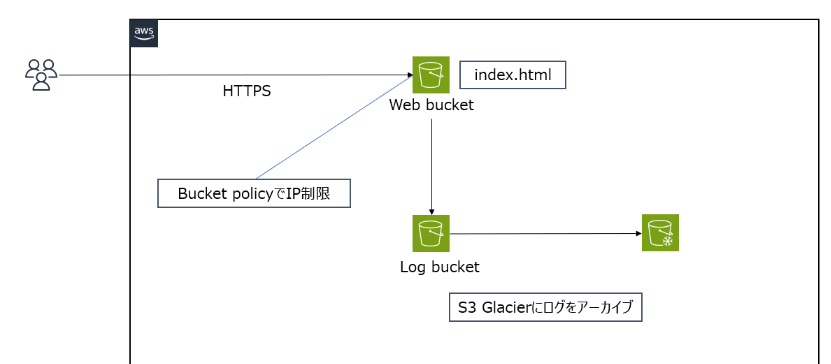 aws
index.html
HTTPS
Web bucket
Bucket policyでIP制限
Log bucket
S3 Glacierにログをアーカイブ